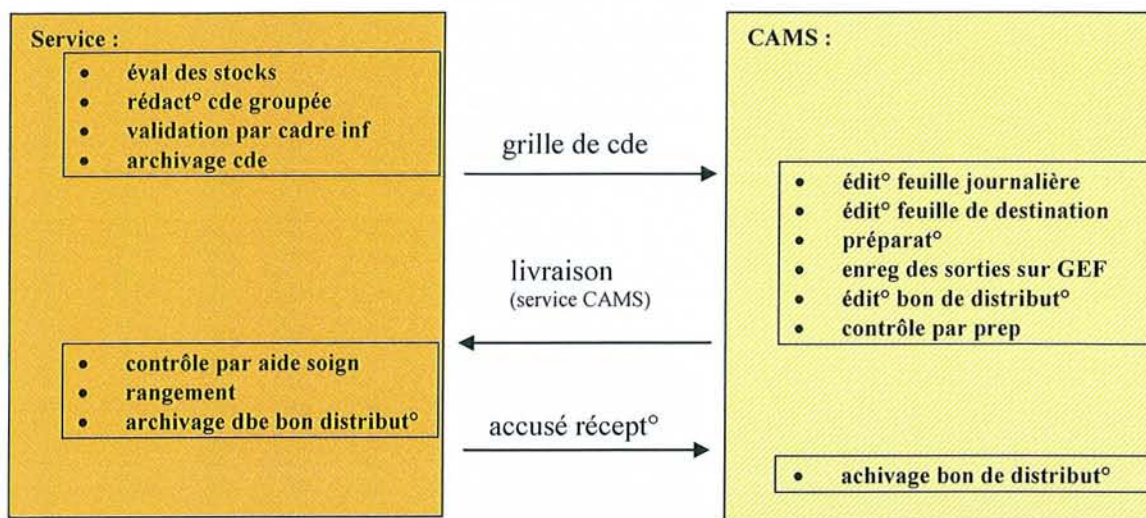 Service :
• éval des stocks
• rédact° cde groupée
• validation par cadre inf
• archivage cde
grille de cde
livraison
(service CAMS)
• contrôle par aide soign
• rangement
• archivage dbe bon distribut°
accusé récept°
CAMS :
• édit° feuille journalière
• édit° feuille de destination
• préparat°
• enreg des sorties sur GEF
• édit° bon de distribut°
• contrôle par prep
• achivage bon de distribut°